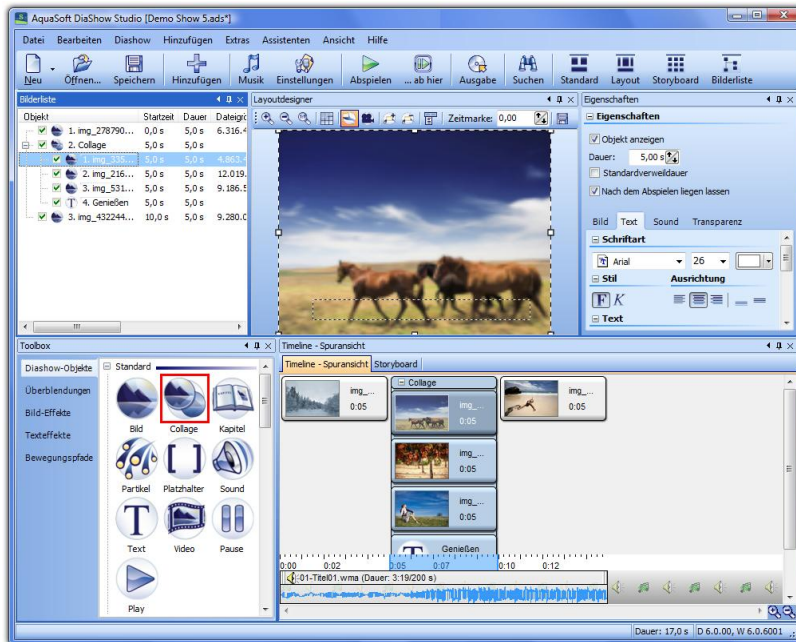 AquaSoft DiaShow Studio [Demo Show 5.ads*]
Datei Bearbeiten Diashow Hinzufügen Extras Assistenten Ansicht Hilfe
Neu Öffnen... Speichern Hinzufügen Musik Einstellungen Abspielen ... ab hier Ausgabe Suchen Standard Layout Storyboard Bilderliste
Bilderliste
Objekt Startzeit Dauer Dateigrö
1. img_278790... 0,0 s 5,0 s 6.316.4
2. Collage 5,0 s 5,0 s
1. img_335... 5,0 s 5,0 s 4.863.4
2. img_216... 5,0 s 5,0 s 12.019.
3. img_531... 5,0 s 5,0 s 9.186.5
4. Genießen 5,0 s 5,0 s
3. img_432244... 10,0 s 5,0 s 9.280.0
Layoutdesigner
Zeitmarke: 0,00
Eigenschaften
Eigenschaften
Objekt anzeigen
Dauer: 5,00 s
Standardverweildauer
Nach dem Abspielen liegen lassen
Bild Text Sound Transparenz
Schriftart
Arial 26
Stil Ausrichtung
F K
Text
Toolbox
Diashow-Objekte
Überblendungen
Bild-Effekte
Texteffekte
Bewegungspfade
Standard
Bild Collage Kapitel
Partikel Platzhalter Sound
Text Video Pause
Play
Timeline - Spuransicht
Timeline - Spuransicht Storyboard
img_...
0:05
Collage
img_...
0:05
img_...
0:05
img_...
0:05
Genießen
img_...
0:05
0:00 0:02 0:05 0:07 0:10 0:12
01-Titel01.wma (Dauer: 3:19/200 s)
Dauer: 17,0 s D 6.0.00, W 6.0.6001